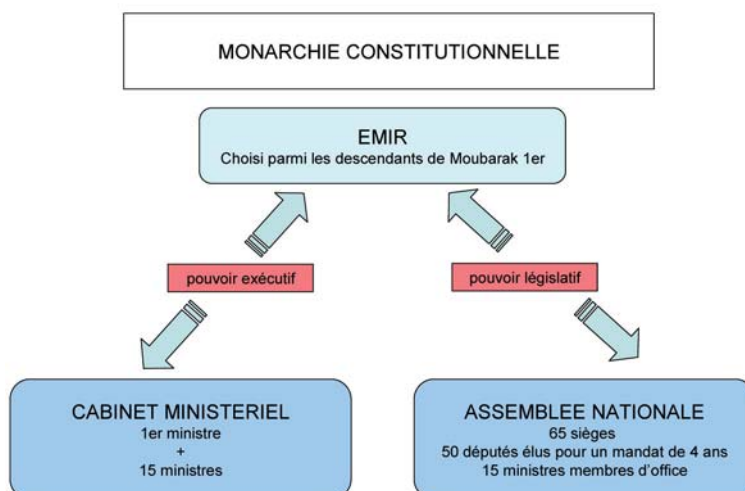 MONARCHIE CONSTITUTIONNELLE
EMIR
Choisi parmi les descendants de Moubarak 1er
pouvoir exécutif
pouvoir législatif
CABINET MINISTERIEL
1er ministre
+
15 ministres
ASSEMBLEE NATIONALE
65 sièges
50 députés élus pour un mandat de 4 ans
15 ministres membres d'office